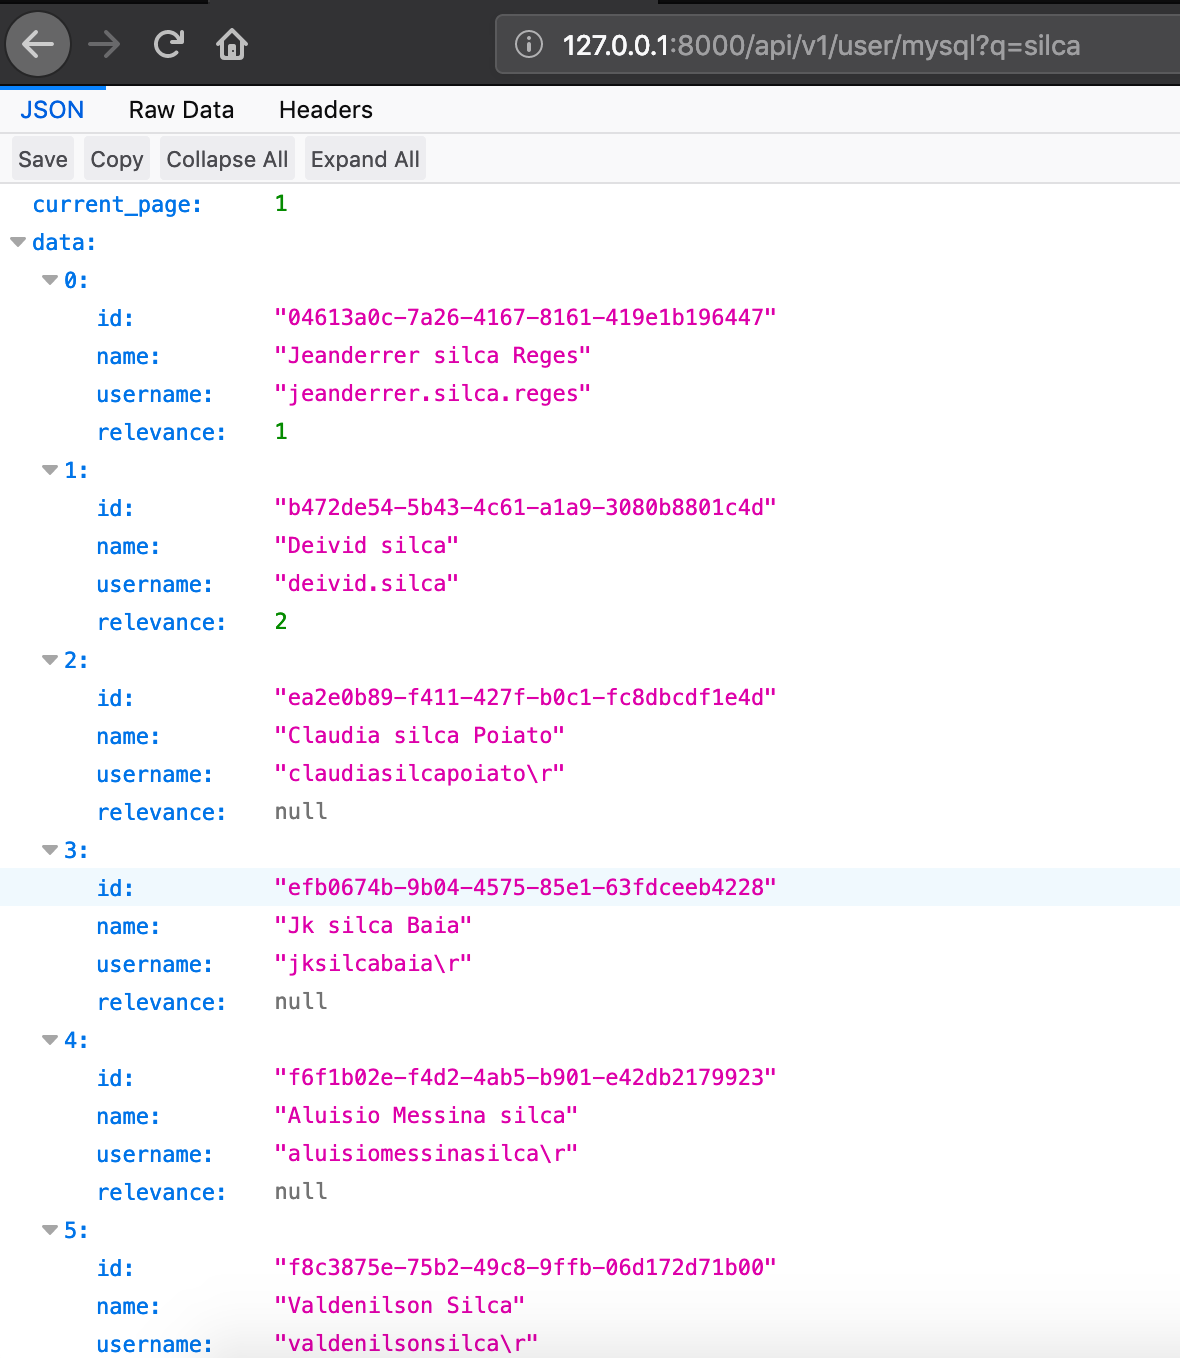 127.0.0.1:8000/api/v1/user/mysql?q=silca
JSON Raw Data Headers
Save Copy Collapse All Expand All
current_page: 1
data:
0:
id: "04613a0c-7a26-4167-8161-419e1b196447"
name: "Jeanderrer silca Reges"
username: "jeanderrer.silca.reges"
relevance: 1
1:
id: "b472de54-5b43-4c61-a1a9-3080b8801c4d"
name: "Deivid silca"
username: "deivid.silca"
relevance: 2
2:
id: "ea2e0b89-f411-427f-b0c1-fc8dbcdf1e4d"
name: "Claudia silca Poiato"
username: "claudiasilcapoiato\r"
relevance: null
3:
id: "efb0674b-9b04-4575-85e1-63fdceeb4228"
name: "Jk silca Baia"
username: "jksilcabaia\r"
relevance: null
4:
id: "f6f1b02e-f4d2-4ab5-b901-e42db2179923"
name: "Aluisio Messina silca"
username: "aluisiomessinasilca\r"
relevance: null
5:
id: "f8c3875e-75b2-49c8-9ffb-06d172d71b00"
name: "Valdenilson Silca"
username: "valdenilsonsilca\r"